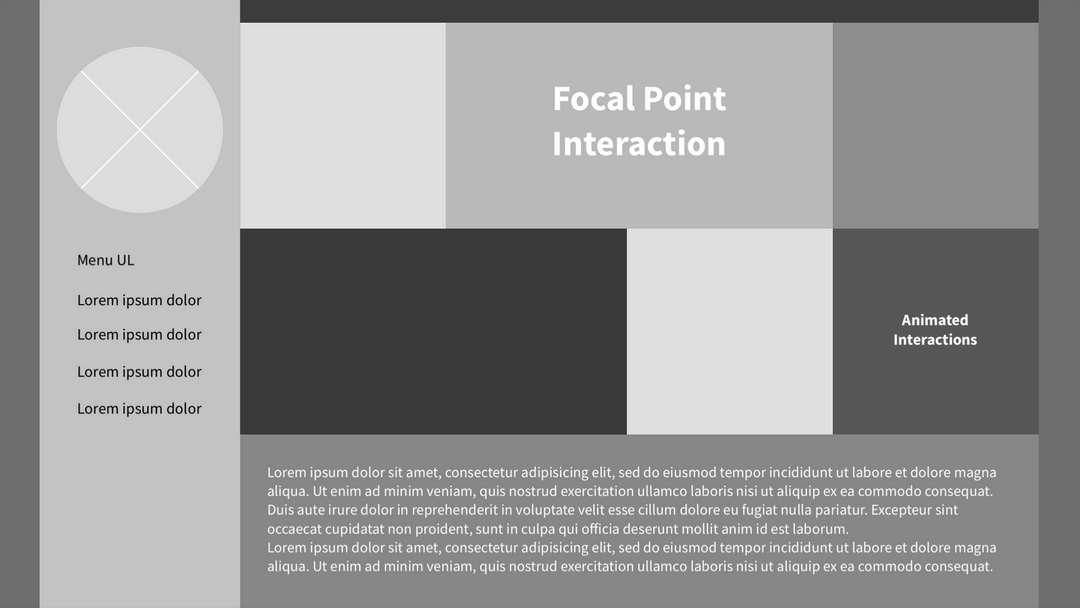 Focal Point
Interaction
Menu UL
Lorem ipsum dolor
Lorem ipsum dolor
Lorem ipsum dolor
Lorem ipsum dolor
Animated
Interactions
Lorem ipsum dolor sit amet, consectetur adipisicing elit, sed do eiusmod tempor incididunt ut labore et dolore magna
aliqua. Ut enim ad minim veniam, quis nostrud exercitation ullamco laboris nisi ut aliquip ex ea commodo consequat.
Duis aute irure dolor in reprehenderit in voluptate velit esse cillum dolore eu fugiat nulla pariatur. Excepteur sint
occaecat cupidatat non proident, sunt in culpa qui officia deserunt mollit anim id est laborum.
Lorem ipsum dolor sit amet, consectetur adipisicing elit, sed do eiusmod tempor incididunt ut labore et dolore magna
aliqua. Ut enim ad minim veniam, quis nostrud exercitation ullamco laboris nisi ut aliquip ex ea commodo consequat.